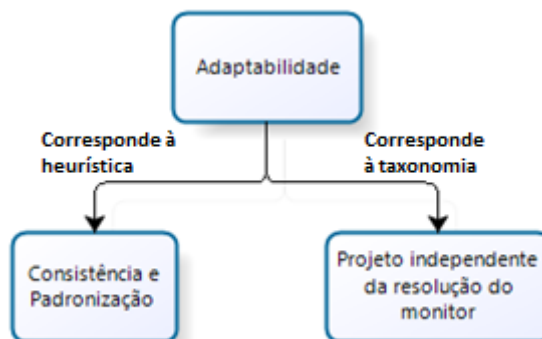 Adaptabilidade
Corresponde à
heurística
Corresponde
à taxonomia
Consistência e
Padronização
Projeto independente
da resolução do
monitor